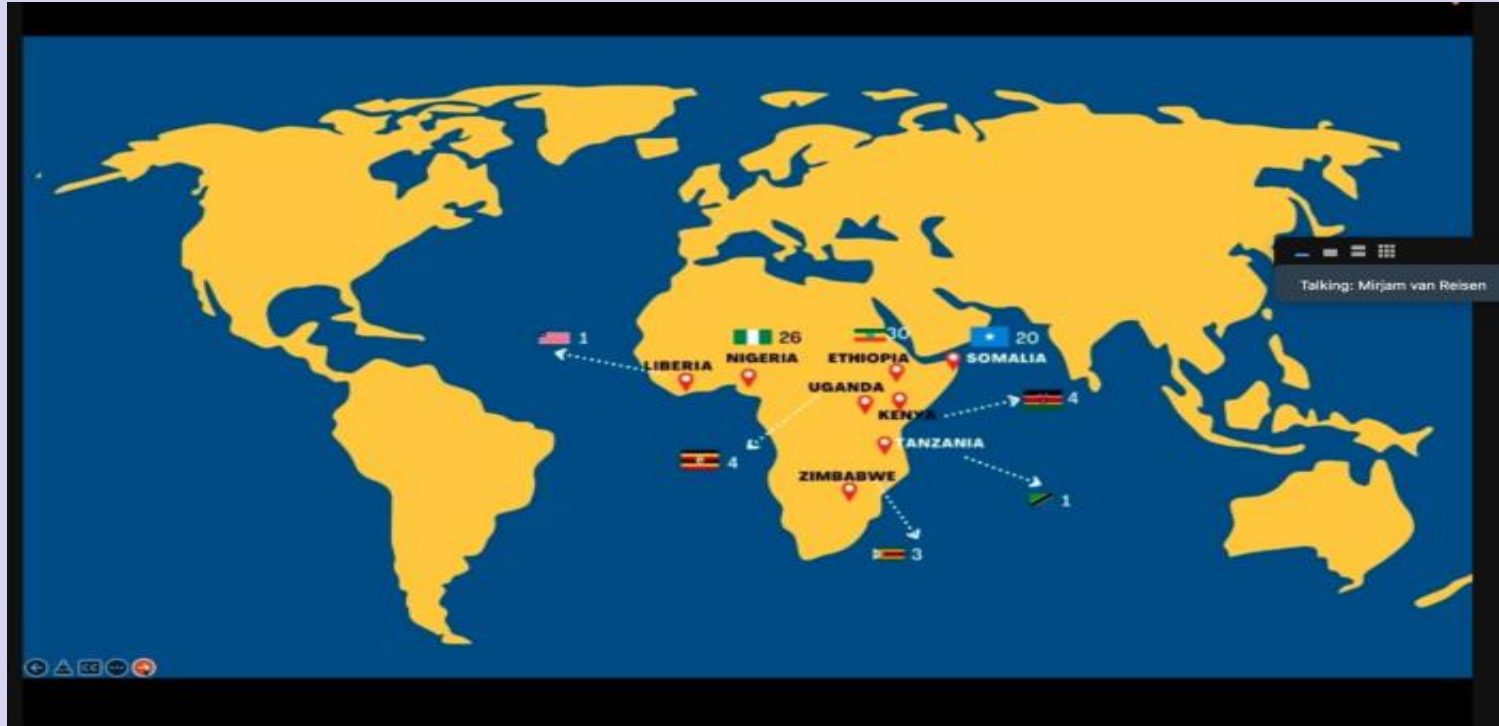 Talking: Mirjam van Reisen
1
26
30
20
LIBERIA
NIGERIA
ETHIOPIA
SOMALIA
UGANDA
4
KENYA
TANZANIA
4
ZIMBABWE
1
3
CC